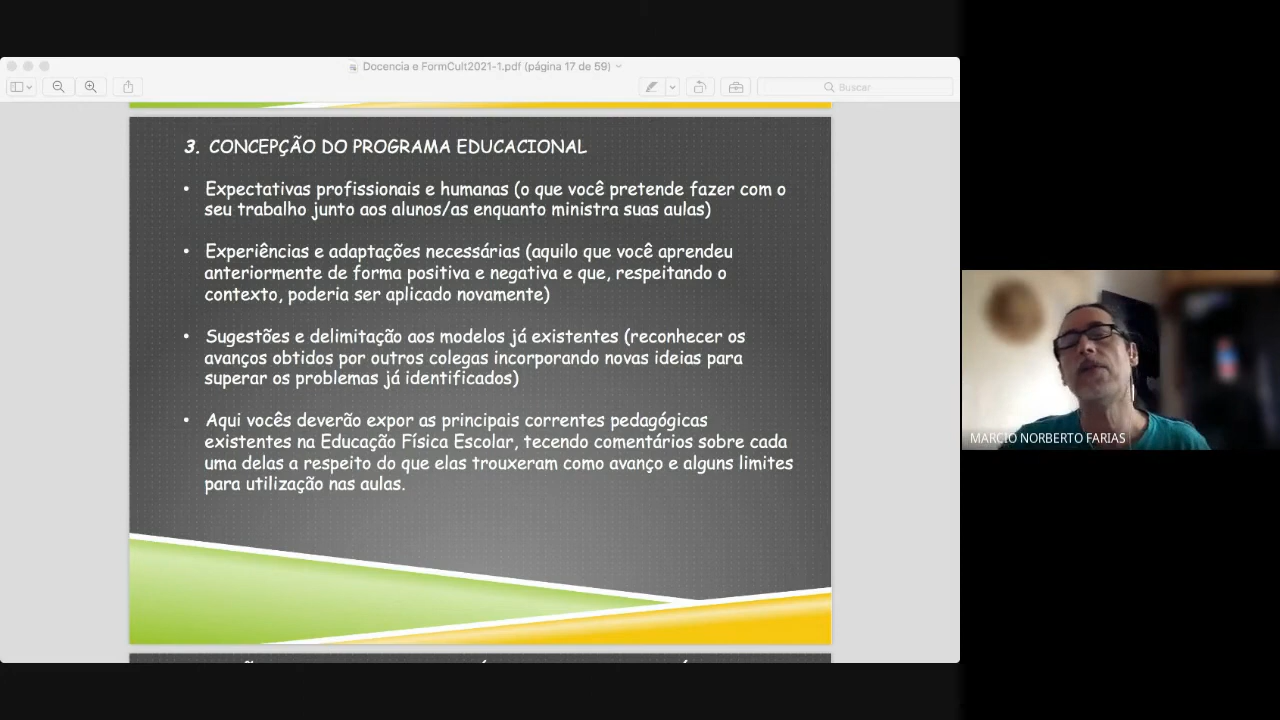 Docencia e FormCult2021-1.pdf (página 17 de 59)
Buscar
3. CONCEPÇÃO DO PROGRAMA EDUCACIONAL
• Expectativas profissionais e humanas (o que você pretende fazer com o
seu trabalho junto aos alunos/as enquanto ministra suas aulas)
• Experiências e adaptações necessárias (aquilo que você aprendeu
anteriormente de forma positiva e negativa e que, respeitando o
contexto, poderia ser aplicado novamente)
• Sugestões e delimitação aos modelos já existentes (reconhecer os
avanços obtidos por outros colegas incorporando novas ideias para
superar os problemas já identificados)
• Aqui vocês deverão expor as principais correntes pedagógicas
existentes na Educação Física Escolar, tecendo comentários sobre cada
uma delas a respeito do que elas trouxeram como avanço e alguns limites
para utilização nas aulas.
MARCIO NORBERTO FARIAS